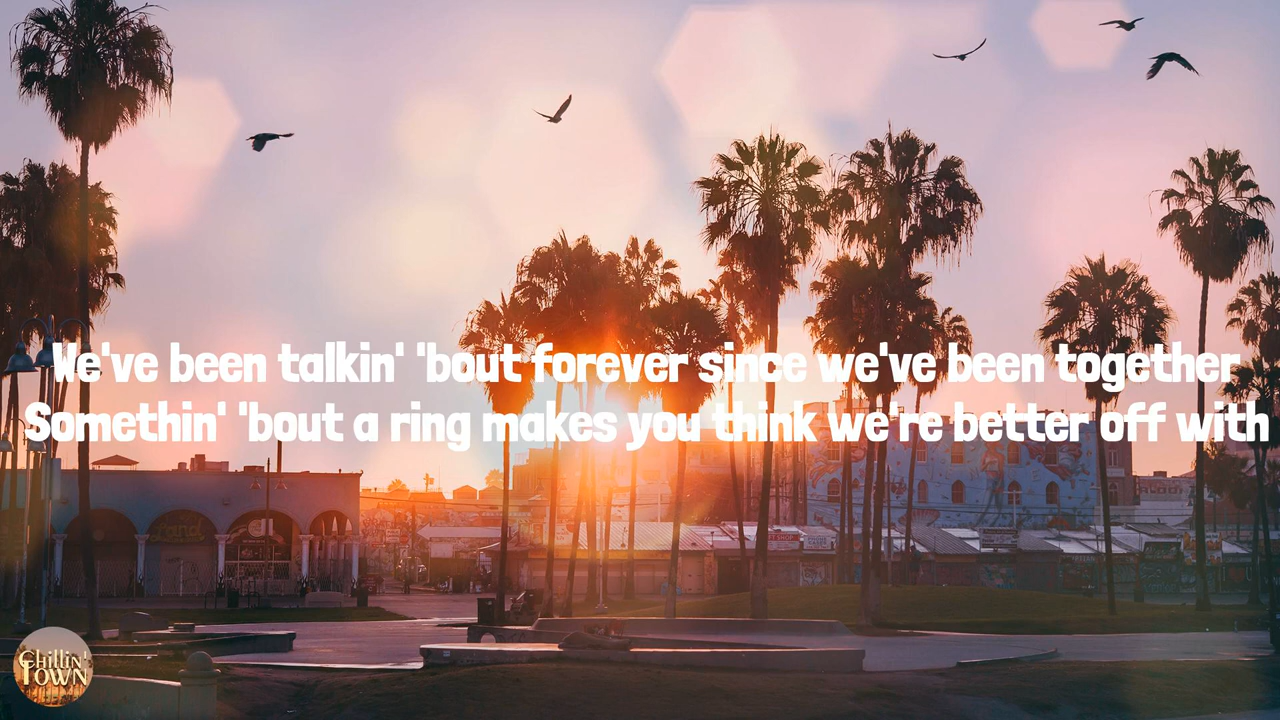 We've been talkin' 'bout forever since we've been together
Somethin' 'bout a ring makes you think we're better off with
Chillin'
TOWN